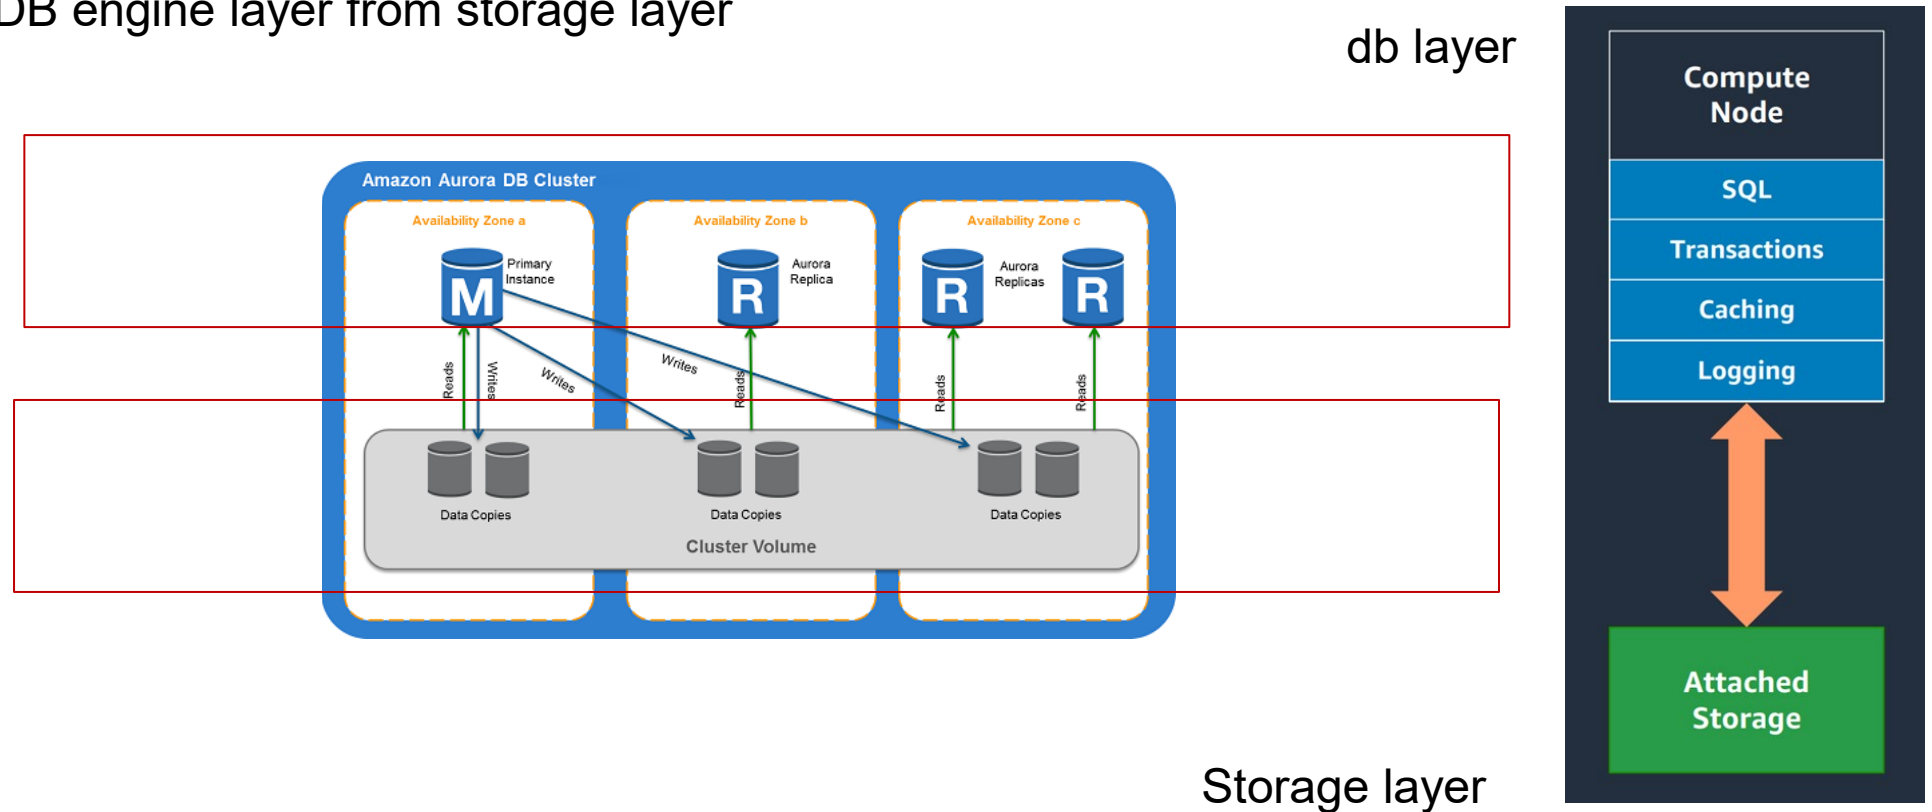 DB engine layer from storage layer
db layer
Amazon Aurora DB Cluster
Availability Zone a
Availability Zone b
Availability Zone c
M
Primary
Instance
R
Aurora
Replica
R
Aurora
Replicas
R
Reads
Writes
Writes
Writes
Reads
Reads
Reads
Data Copies
Data Copies
Data Copies
Cluster Volume
Storage layer
Compute
Node
SQL
Transactions
Caching
Logging
Attached
Storage